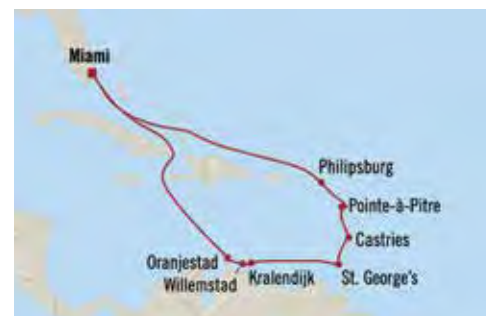 Miami
Philipsburg
Pointe-à-Pitre
Castries
Oranjestad
Willemstad
Kralendijk
St. George's